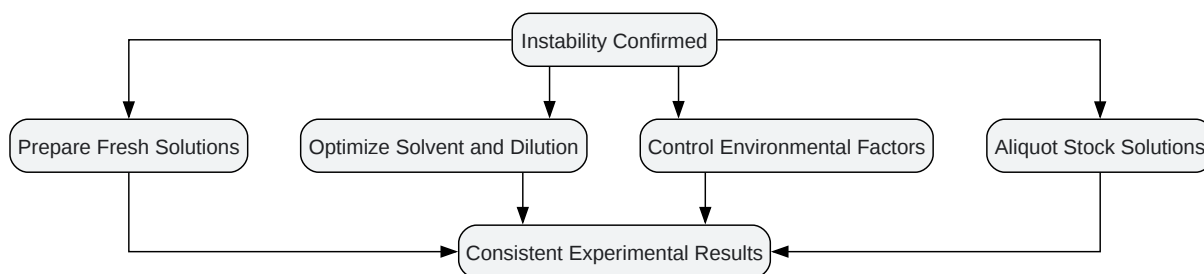 Instability Confirmed
Prepare Fresh Solutions
Optimize Solvent and Dilution
Control Environmental Factors
Aliquot Stock Solutions
Consistent Experimental Results